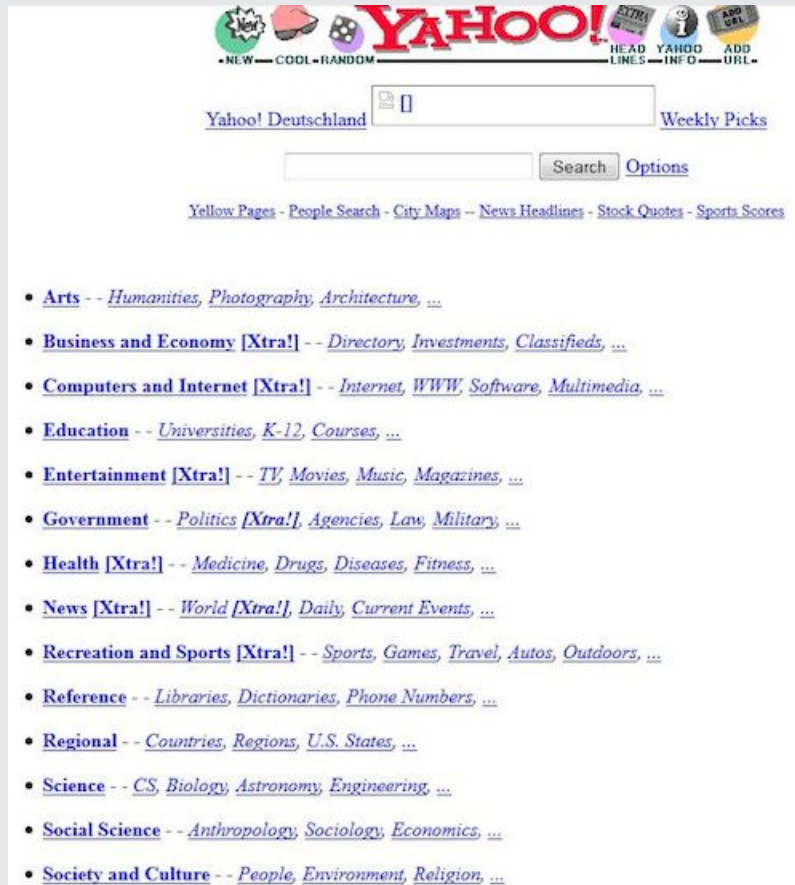 New!
YAHOO!
EXTRA
i
ADD URL
NEW COOL RANDOM
HEAD LINES YAHOO INFO ADD URL
Yahoo! Deutschland [] Weekly Picks
Search Options
Yellow Pages - People Search - City Maps -- News Headlines - Stock Quotes - Sports Scores
• Arts - - Humanities, Photography, Architecture, ...
• Business and Economy [Xtra!] - - Directory, Investments, Classifieds, ...
• Computers and Internet [Xtra!] - - Internet, WWW, Software, Multimedia, ...
• Education - - Universities, K-12, Courses, ...
• Entertainment [Xtra!] - - TV, Movies, Music, Magazines, ...
• Government - - Politics [Xtra!], Agencies, Law, Military, ...
• Health [Xtra!] - - Medicine, Drugs, Diseases, Fitness, ...
• News [Xtra!] - - World [Xtra!], Daily, Current Events, ...
• Recreation and Sports [Xtra!] - - Sports, Games, Travel, Autos, Outdoors, ...
• Reference - - Libraries, Dictionaries, Phone Numbers, ...
• Regional - - Countries, Regions, U.S. States, ...
• Science - - CS, Biology, Astronomy, Engineering, ...
• Social Science - - Anthropology, Sociology, Economics, ...
• Society and Culture - - People, Environment, Religion, ...